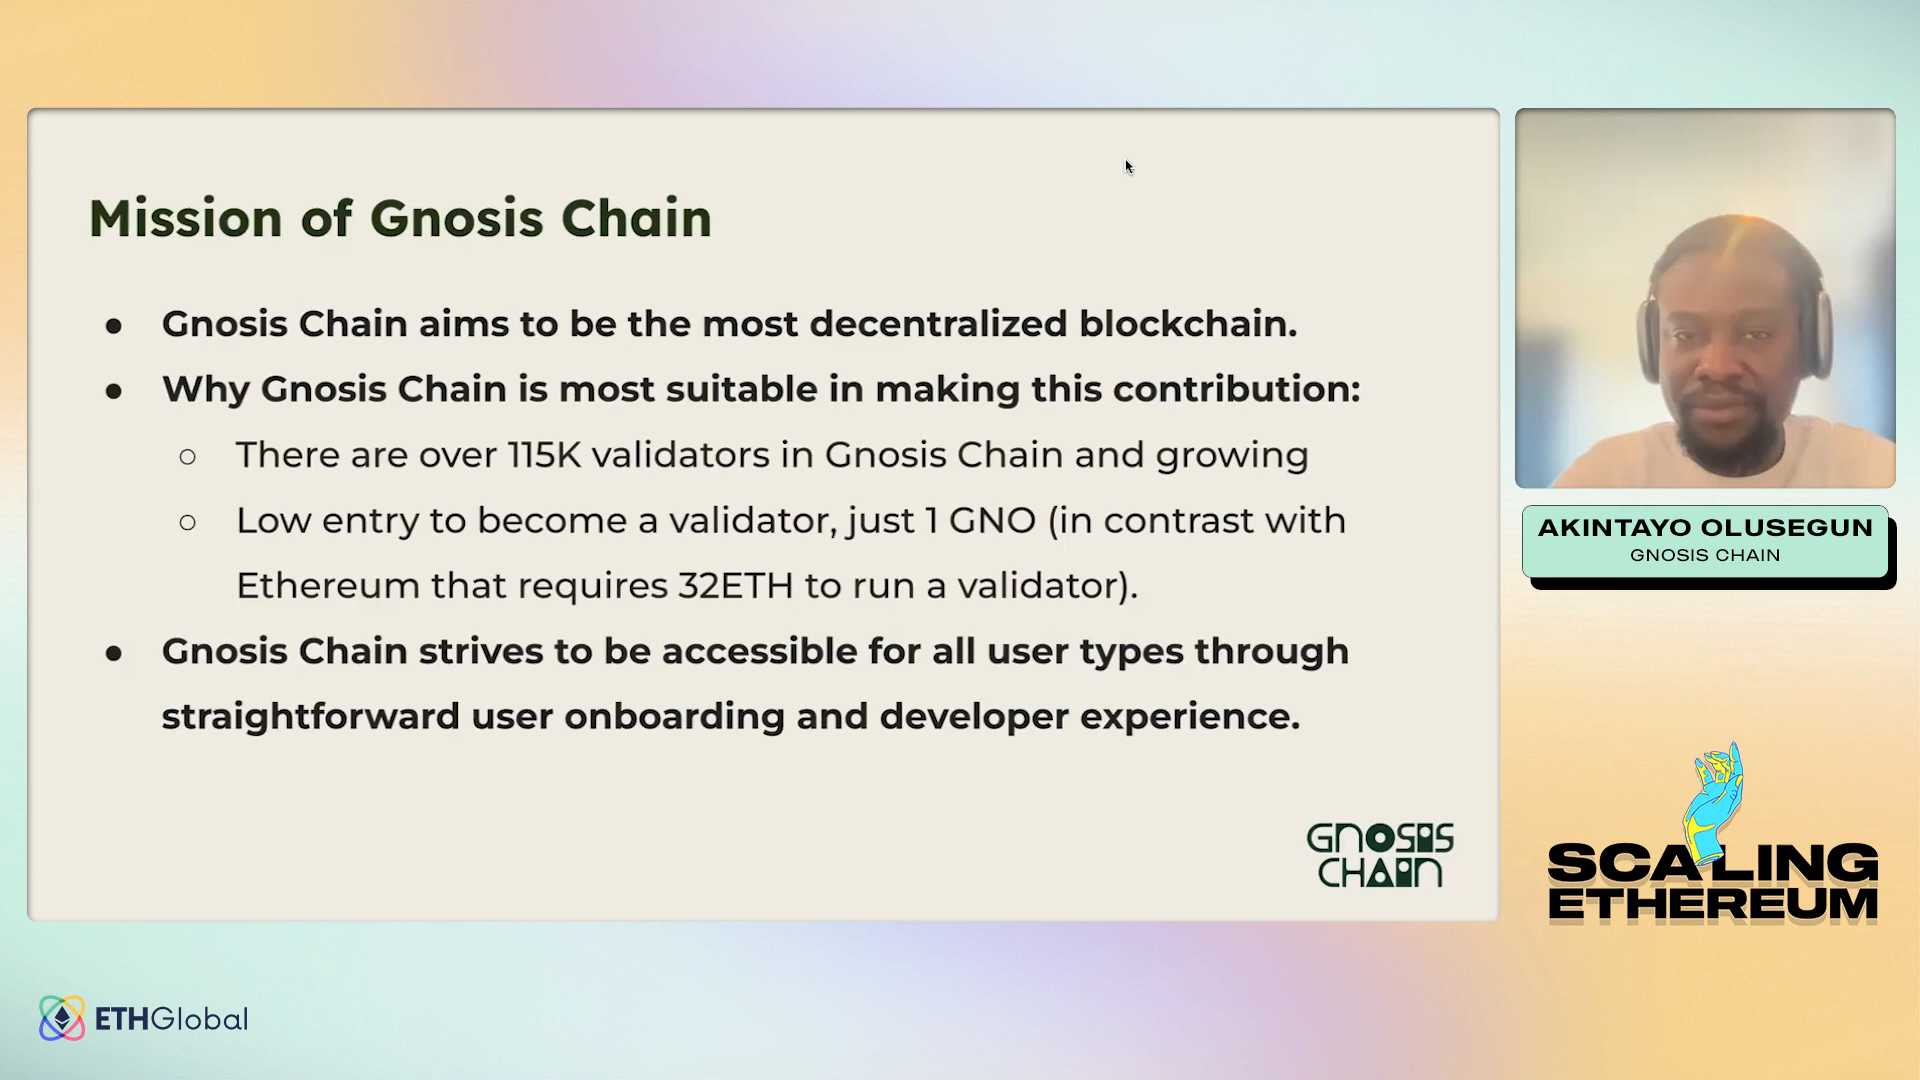 Mission of Gnosis Chain
● Gnosis Chain aims to be the most decentralized blockchain.
● Why Gnosis Chain is most suitable in making this contribution:
○ There are over 115K validators in Gnosis Chain and growing
○ Low entry to become a validator, just 1 GNO (in contrast with
Ethereum that requires 32ETH to run a validator).
● Gnosis Chain strives to be accessible for all user types through
straightforward user onboarding and developer experience.
GNOSIS
CHAIN
AKINTAYO OLUSEGUN
GNOSIS CHAIN
SCALING
ETHEREUM
ETHGlobal